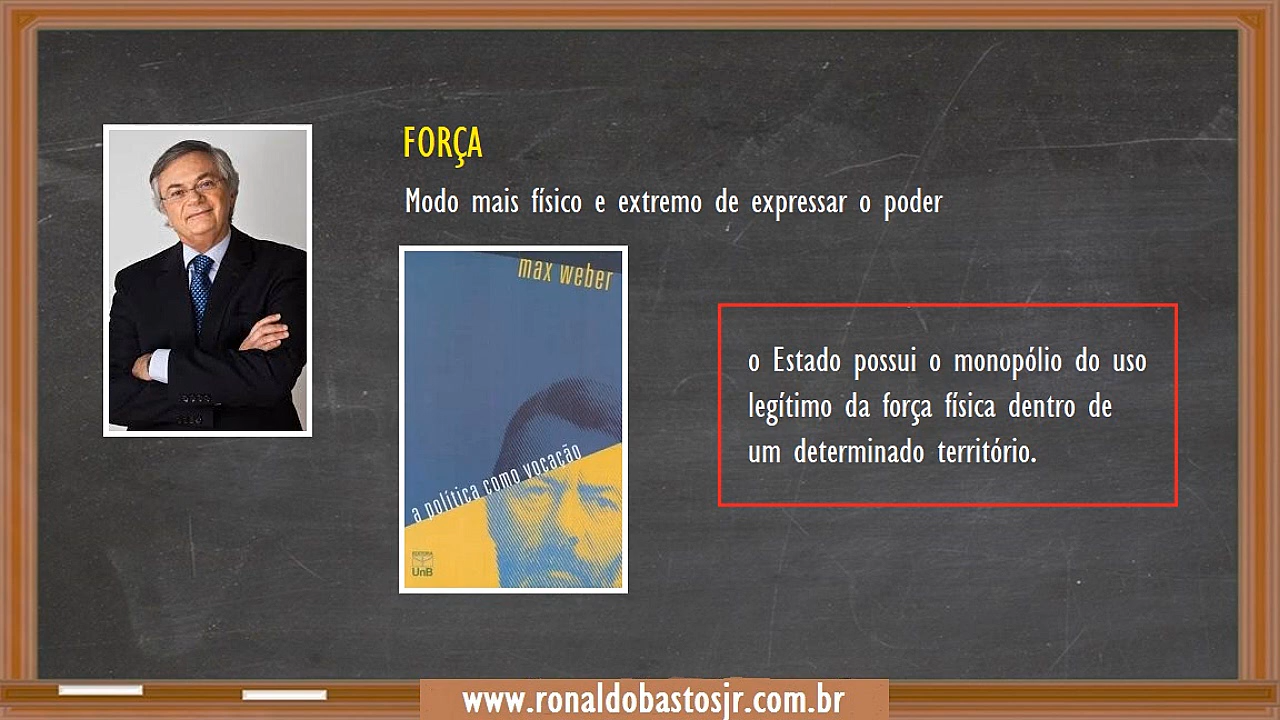 FORÇA
Modo mais físico e extremo de expressar o poder
max weber
a política como vocação
EDITORA
UnB
o Estado possui o monopólio do uso
legítimo da força física dentro de
um determinado território.
www.ronaldobastosjr.com.br